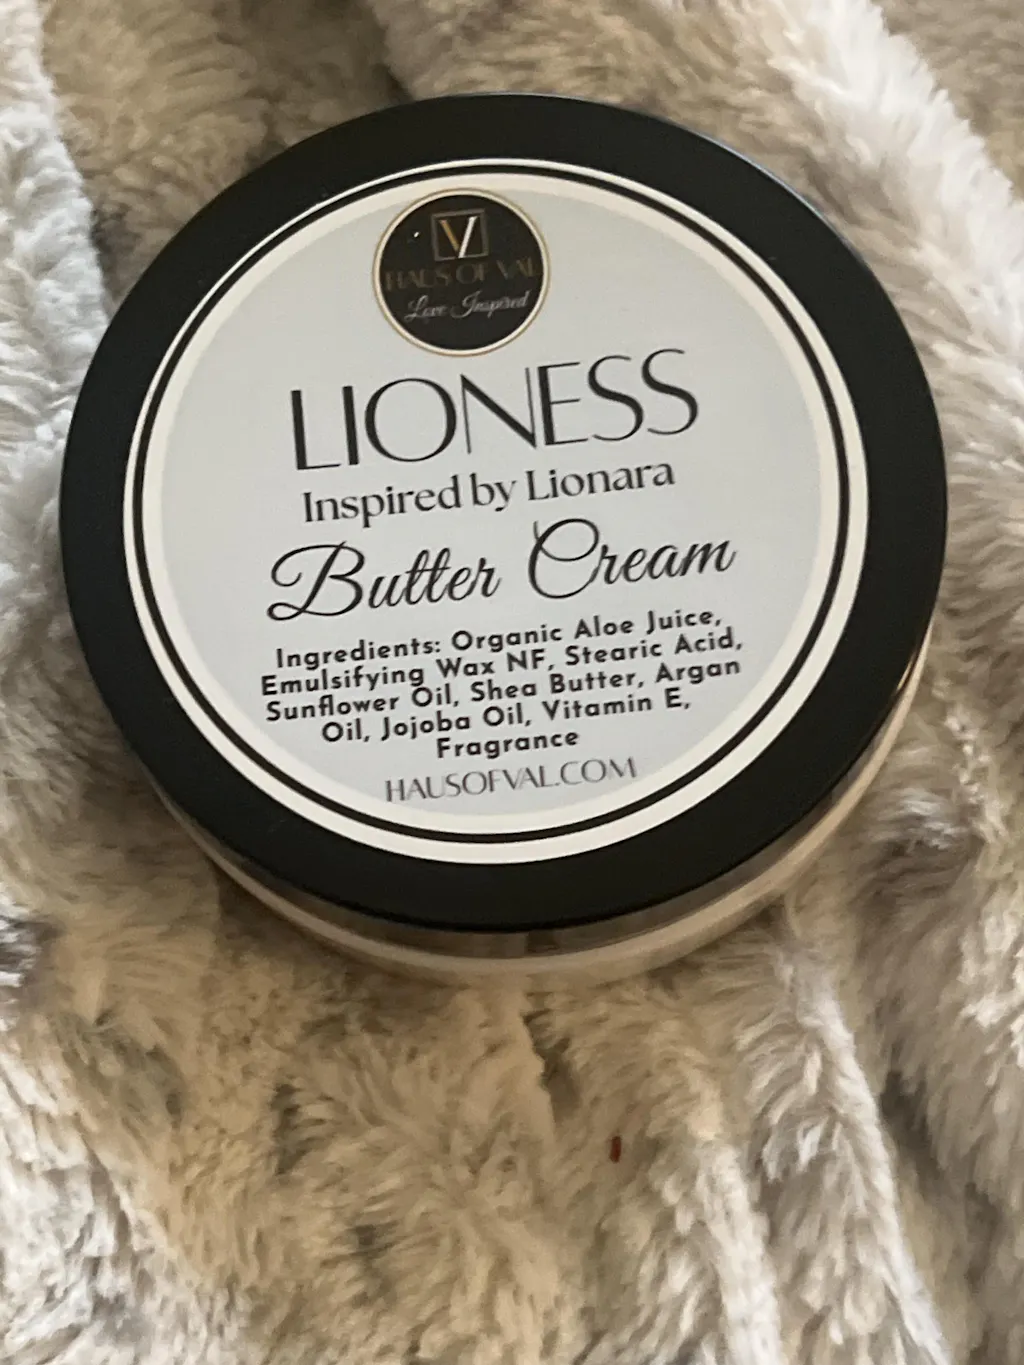 V
HAUS OF VAL
Love Inspired
LIONESS
Inspired by Lionara
Butter Cream
Ingredients: Organic Aloe Juice,
Emulsifying Wax NF, Stearic Acid,
Sunflower Oil, Shea Butter, Argan
Oil, Jojoba Oil, Vitamin E,
Fragrance
HAUSOFVAL.COM